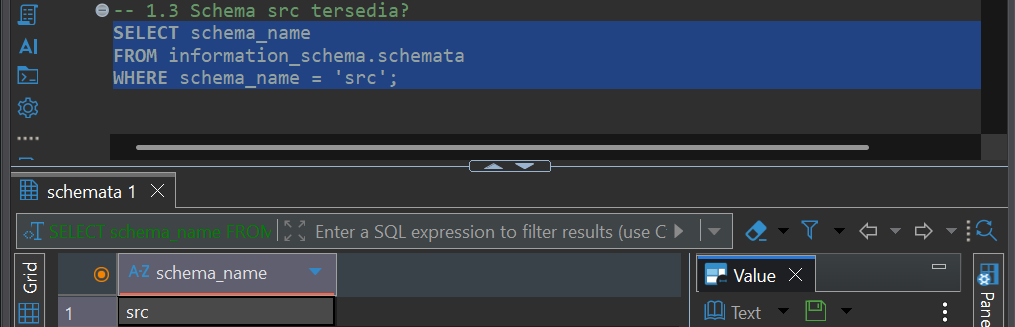 -- 1.3 Schema src tersedia?
SELECT schema_name
FROM information_schema.schemata
WHERE schema_name = 'src';
AI
schemata 1
SELECT schema_name FROM
Enter a SQL expression to filter results (use C
Grid
A-Z schema_name
Value
1
src
Text
Pane